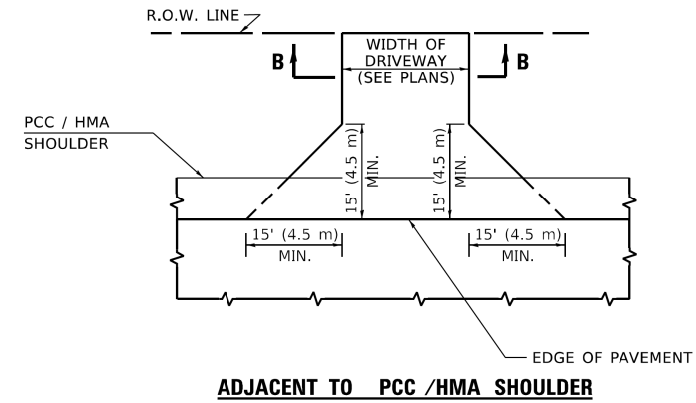 R.O.W. LINE
B
WIDTH OF
DRIVEWAY
(SEE PLANS)
B
PCC / HMA
SHOULDER
15' (4.5 m)
MIN.
15' (4.5 m)
MIN.
15' (4.5 m)
MIN.
15' (4.5 m)
MIN.
EDGE OF PAVEMENT
ADJACENT TO PCC /HMA SHOULDER